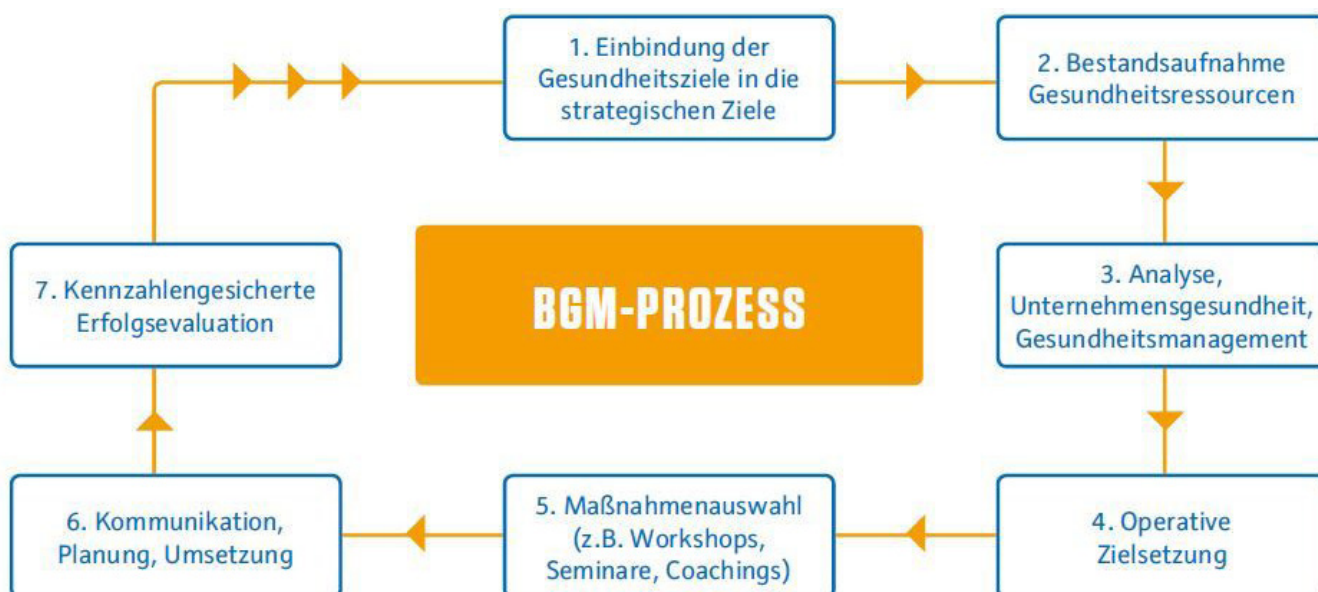 1. Einbindung der
Gesundheitsziele in die
strategischen Ziele
2. Bestandsaufnahme
Gesundheitsressourcen
3. Analyse,
Unternehmensgesundheit,
Gesundheitsmanagement
4. Operative
Zielsetzung
5. Maßnahmenauswahl
(z.B. Workshops,
Seminare, Coachings)
6. Kommunikation,
Planung, Umsetzung
7. Kennzahlengesicherte
Erfolgsevaluation
BGM-PROZESS